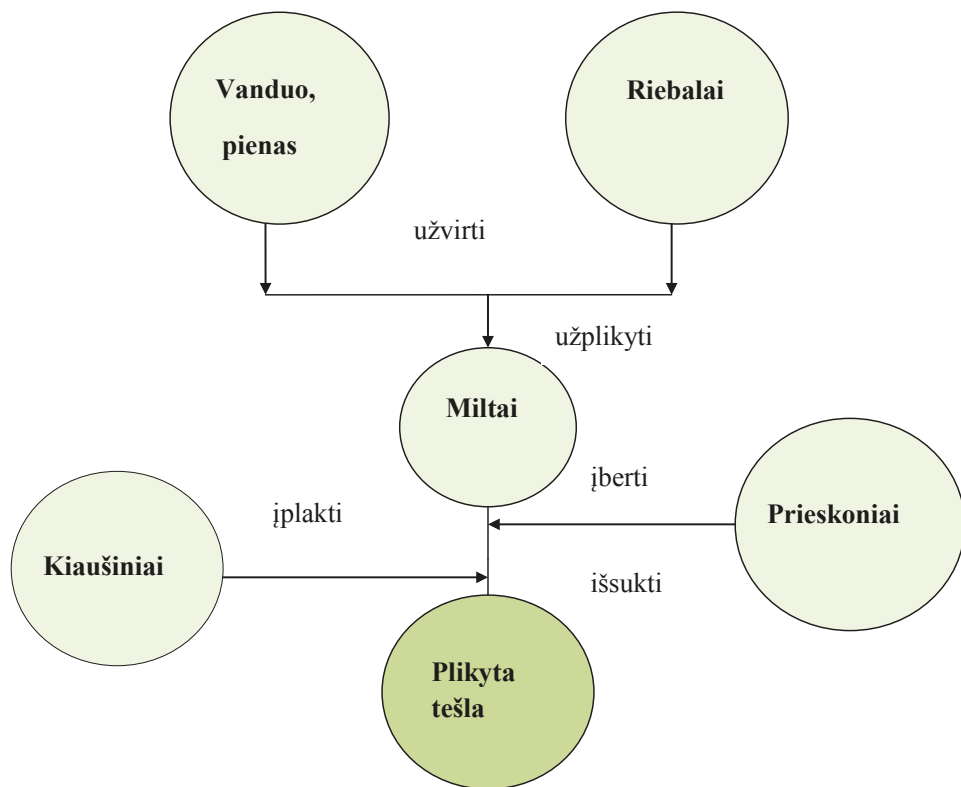 Vanduo,
pienas
Riebalai
užvirti
užplikyti
Miltai
įberti
Prieskoniai
įplakti
Kiaušiniai
išsukti
Plikyta
tešla